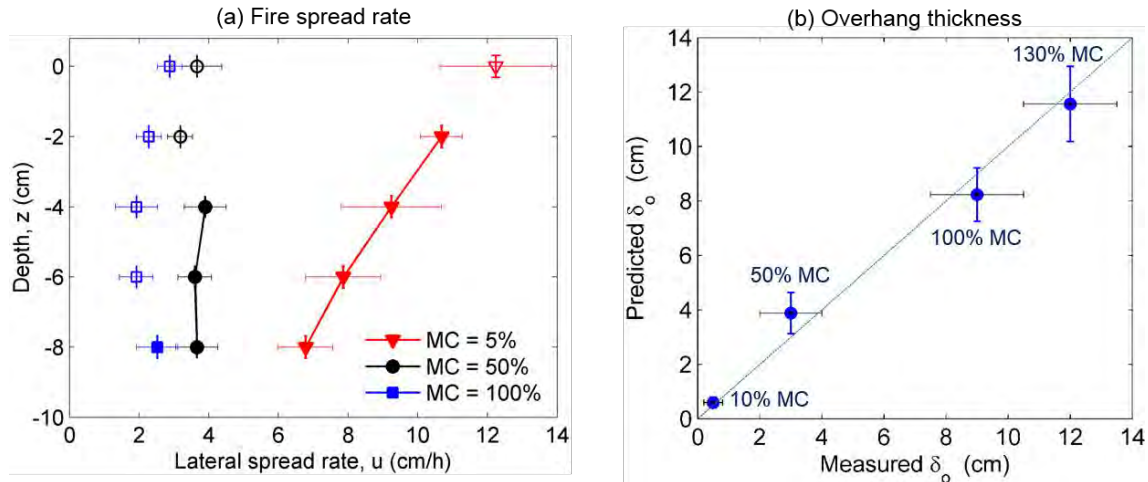 (a) Fire spread rate
0
-2
-4
-6
-8
-10
Depth, z (cm)
MC = 5%
MC = 50%
MC = 100%
0 2 4 6 8 10 12 14
Lateral spread rate, u (cm/h)
(b) Overhang thickness
14
12
10
8
6
4
2
0
Predicted δₒ (cm)
130% MC
100% MC
50% MC
10% MC
0 2 4 6 8 10 12 14
Measured δₒ (cm)